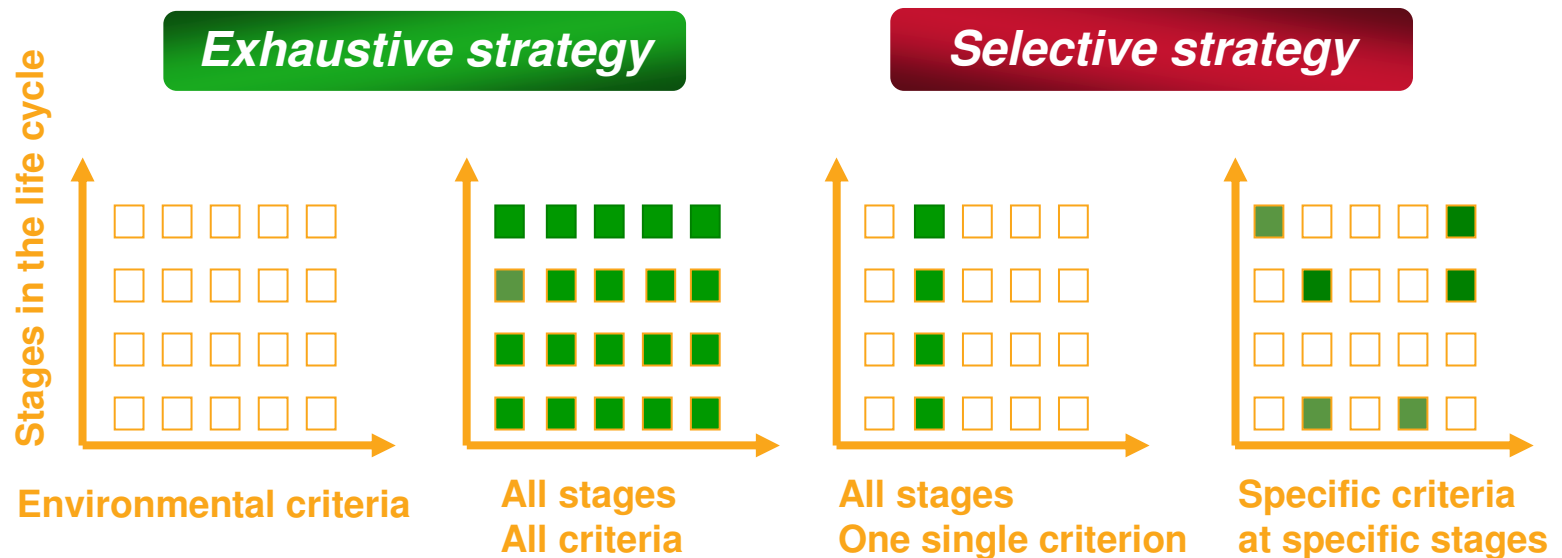 Exhaustive strategy
Selective strategy
Stages in the life cycle
Environmental criteria
All stages
All criteria
All stages
One single criterion
Specific criteria
at specific stages